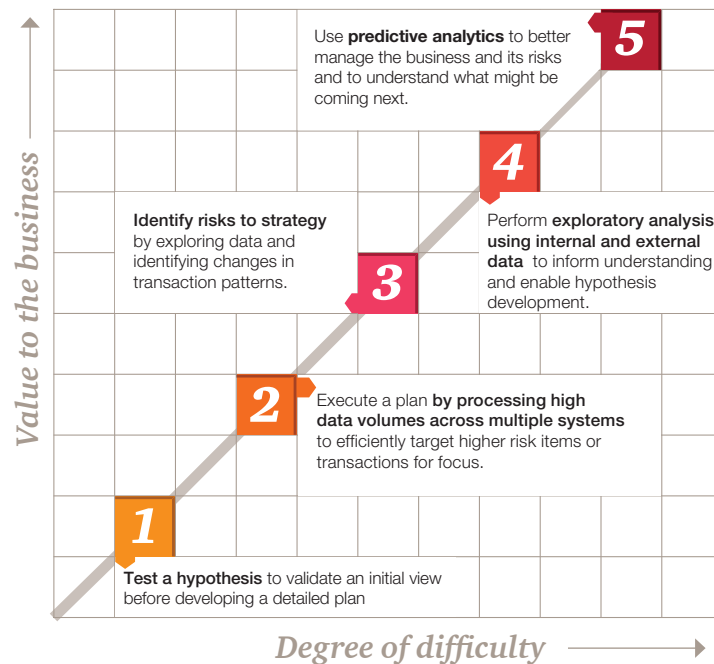 Use predictive analytics to better
manage the business and its risks
and to understand what might be
coming next.
5
4
Identify risks to strategy
by exploring data and
identifying changes in
transaction patterns.
3
Perform exploratory analysis
using internal and external
data to inform understanding
and enable hypothesis
development.
2
Execute a plan by processing high
data volumes across multiple systems
to efficiently target higher risk items or
transactions for focus.
1
Test a hypothesis to validate an initial view
before developing a detailed plan
Value to the business
Degree of difficulty